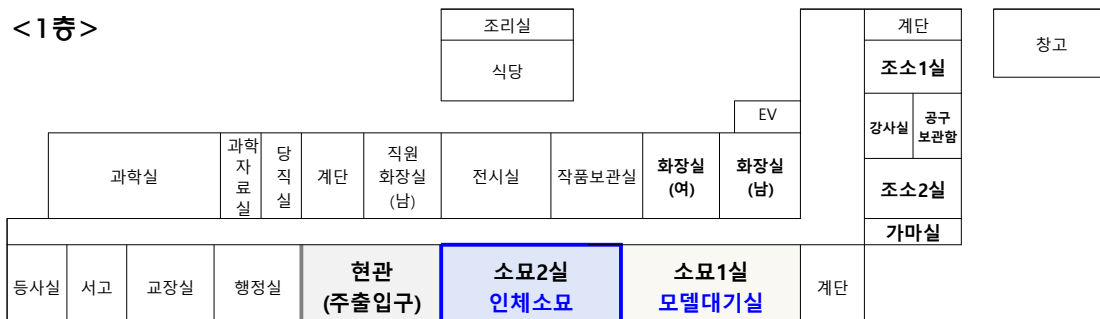 <1층>
조리실
식당
계단
조소1실
창고
EV
강사실
공구
보관함
과학실
과학
자
료
실
당
직
실
계단
직원
화장실
(남)
전시실
작품보관실
화장실
(여)
화장실
(남)
조소2실
가마실
등사실
서고
교장실
행정실
현관
(주출입구)
소묘2실
인체소묘
소묘1실
모델대기실
계단